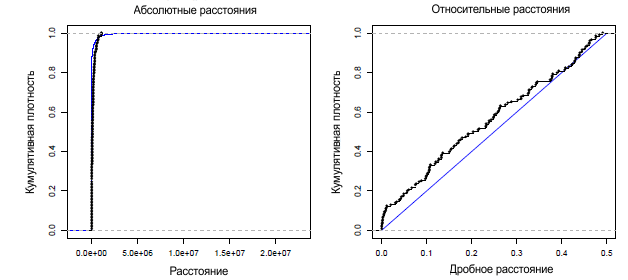 Абсолютные расстояния
Кумулятивная плотность
1.0
0.8
0.6
0.4
0.2
0.0
0.0e+00 5.0e+06 1.0e+07 1.5e+07 2.0e+07
Расстояние
Относительные расстояния
Кумулятивная плотность
1.0
0.8
0.6
0.4
0.2
0.0
0.0 0.1 0.2 0.3 0.4 0.5
Дробное расстояние